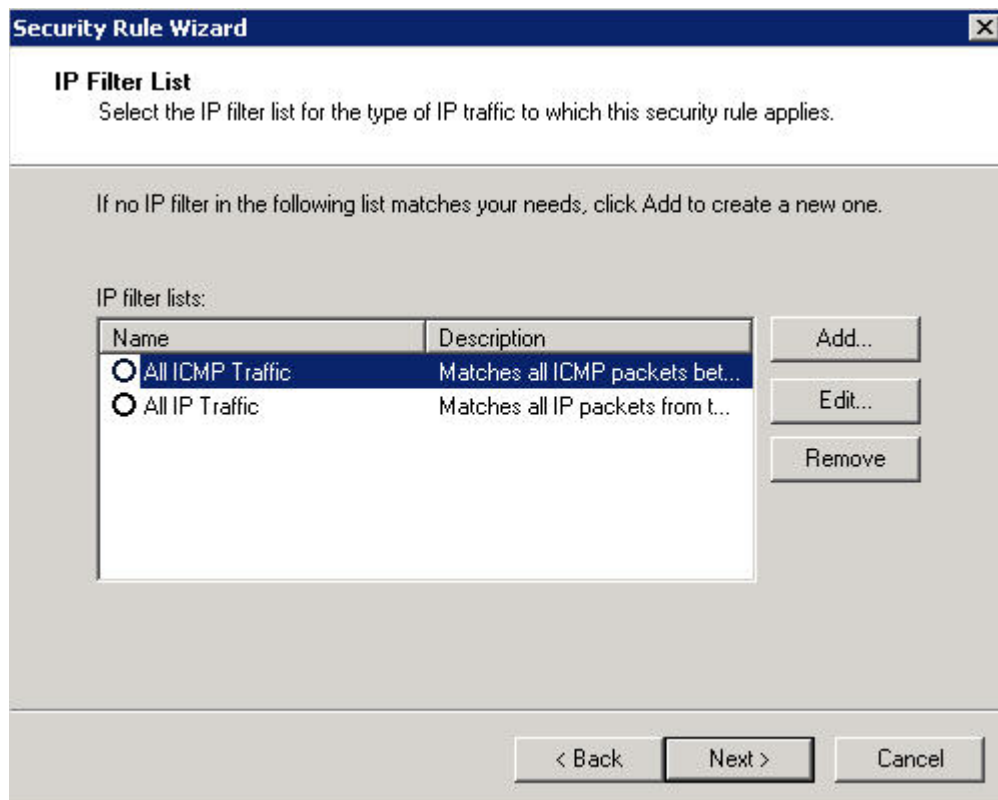 Security Rule Wizard
IP Filter List
Select the IP filter list for the type of IP traffic to which this security rule applies.
If no IP filter in the following list matches your needs, click Add to create a new one.
IP filter lists:
Name Description
All ICMP Traffic Matches all ICMP packets bet...
All IP Traffic Matches all IP packets from t...
Add...
Edit...
Remove
< Back Next > Cancel